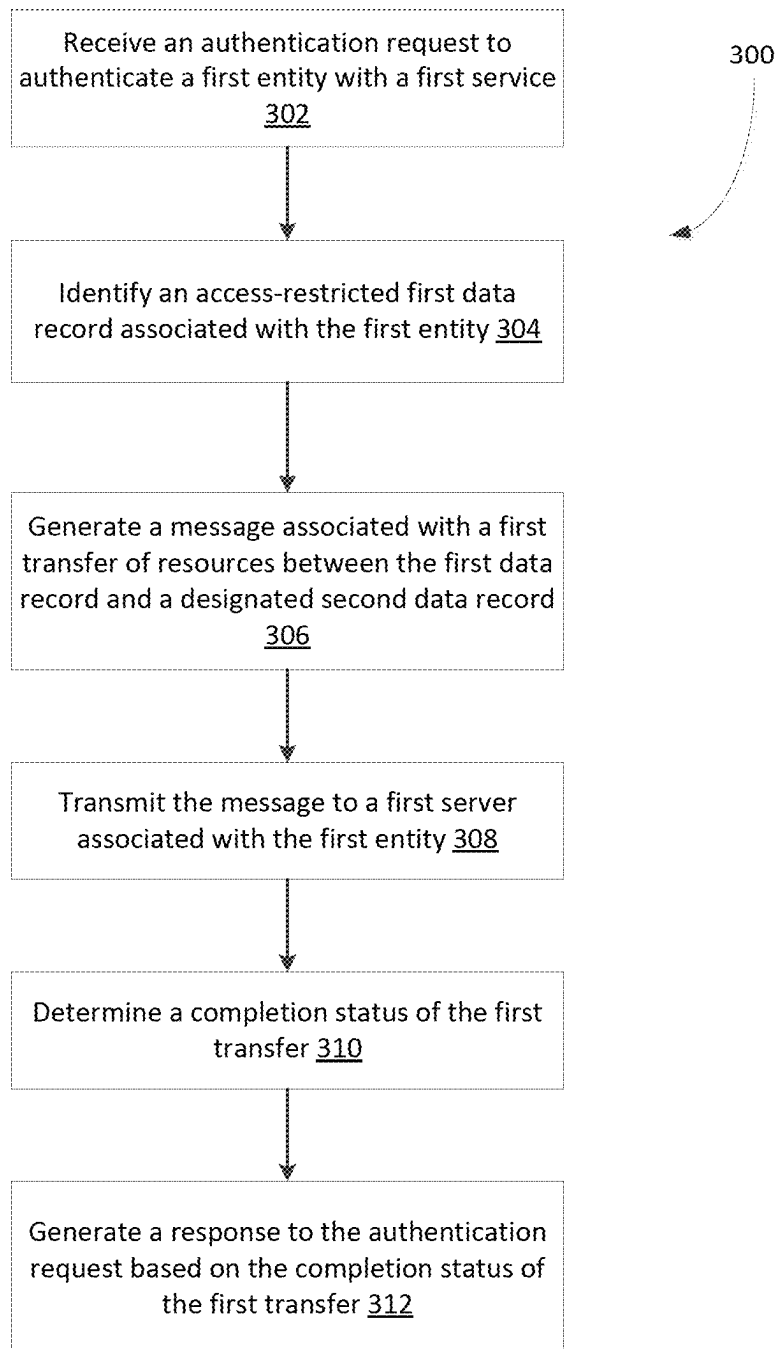 Receive an authentication request to
authenticate a first entity with a first service
302
300
Identify an access-restricted first data
record associated with the first entity 304
Generate a message associated with a first
transfer of resources between the first data
record and a designated second data record
306
Transmit the message to a first server
associated with the first entity 308
Determine a completion status of the first
transfer 310
Generate a response to the authentication
request based on the completion status of
the first transfer 312